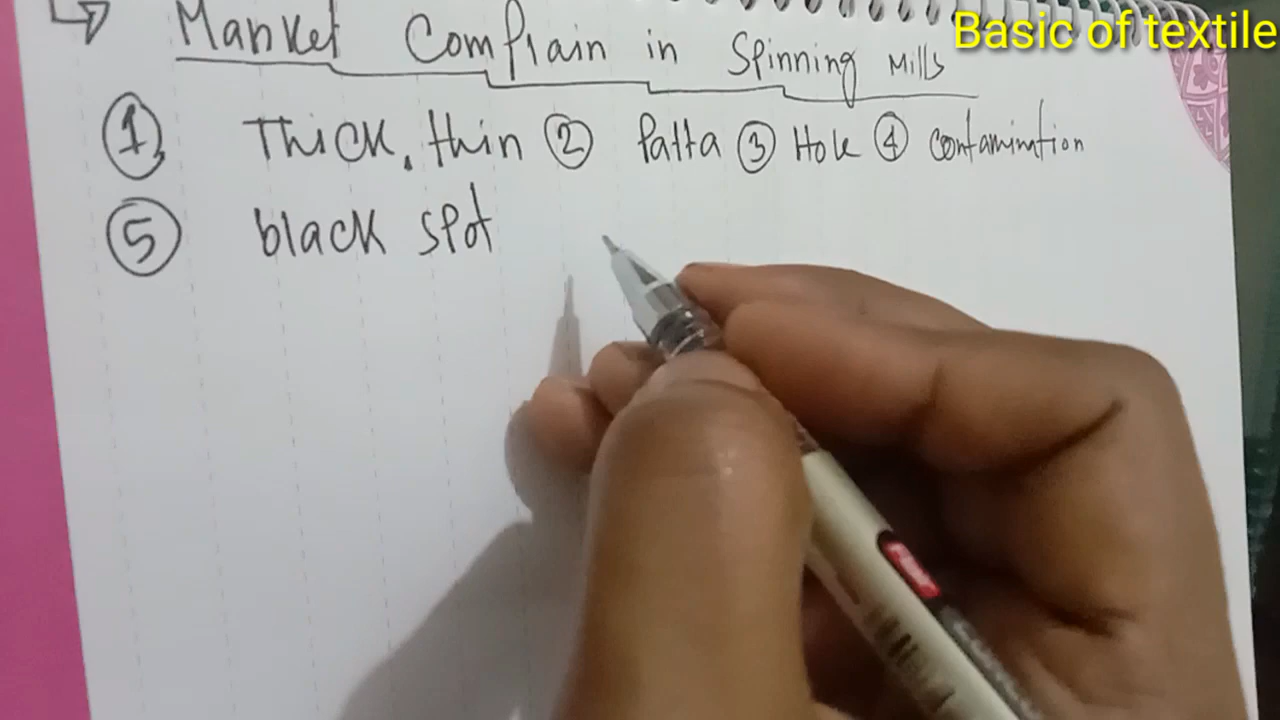 Basic of textile
↳ Market Complain in Spinning Mills
① Thick, thin ② Patta ③ Hole ④ contamination
⑤ black spot